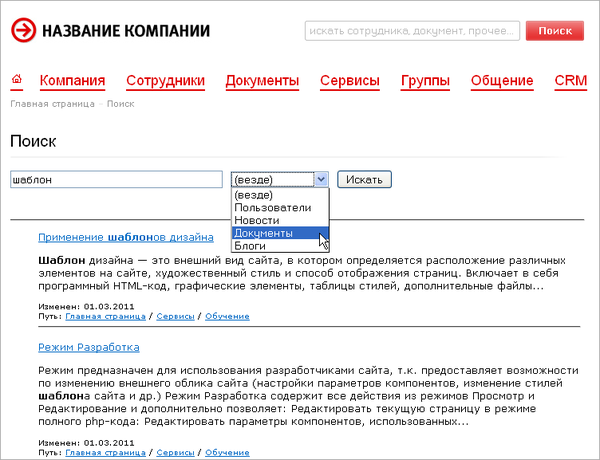 НАЗВАНИЕ КОМПАНИИ
искать сотрудника, документ, прочее...
Поиск
Компания Сотрудники Документы Сервисы Группы Общение CRM
Главная страница - Поиск
Поиск
шаблон
(везде)
Искать
(везде)
Пользователи
Новости
Документы
Блоги
Применение шаблонов дизайна
Шаблон дизайна — это внешний вид сайта, в котором определяется расположение различных
элементов на сайте, художественный стиль и способ отображения страниц. Включает в себя
программный HTML-код, графические элементы, таблицы стилей, дополнительные файлы...
Изменен: 01.03.2011
Путь: Главная страница / Сервисы / Обучение
Режим Разработка
Режим предназначен для использования разработчиками сайта, т.к. предоставляет возможности
по изменению внешнего облика сайта (настройки параметров компонентов, изменение стилей
шаблона сайта и др.) Режим Разработка содержит все действия из режимов Просмотр и
Редактирование и дополнительно позволяет: Редактировать текущую страницу в режиме
полного php-кода: Редактировать параметры компонентов, использованных...
Изменен: 01.03.2011
Путь: Главная страница / Сервисы / Обучение